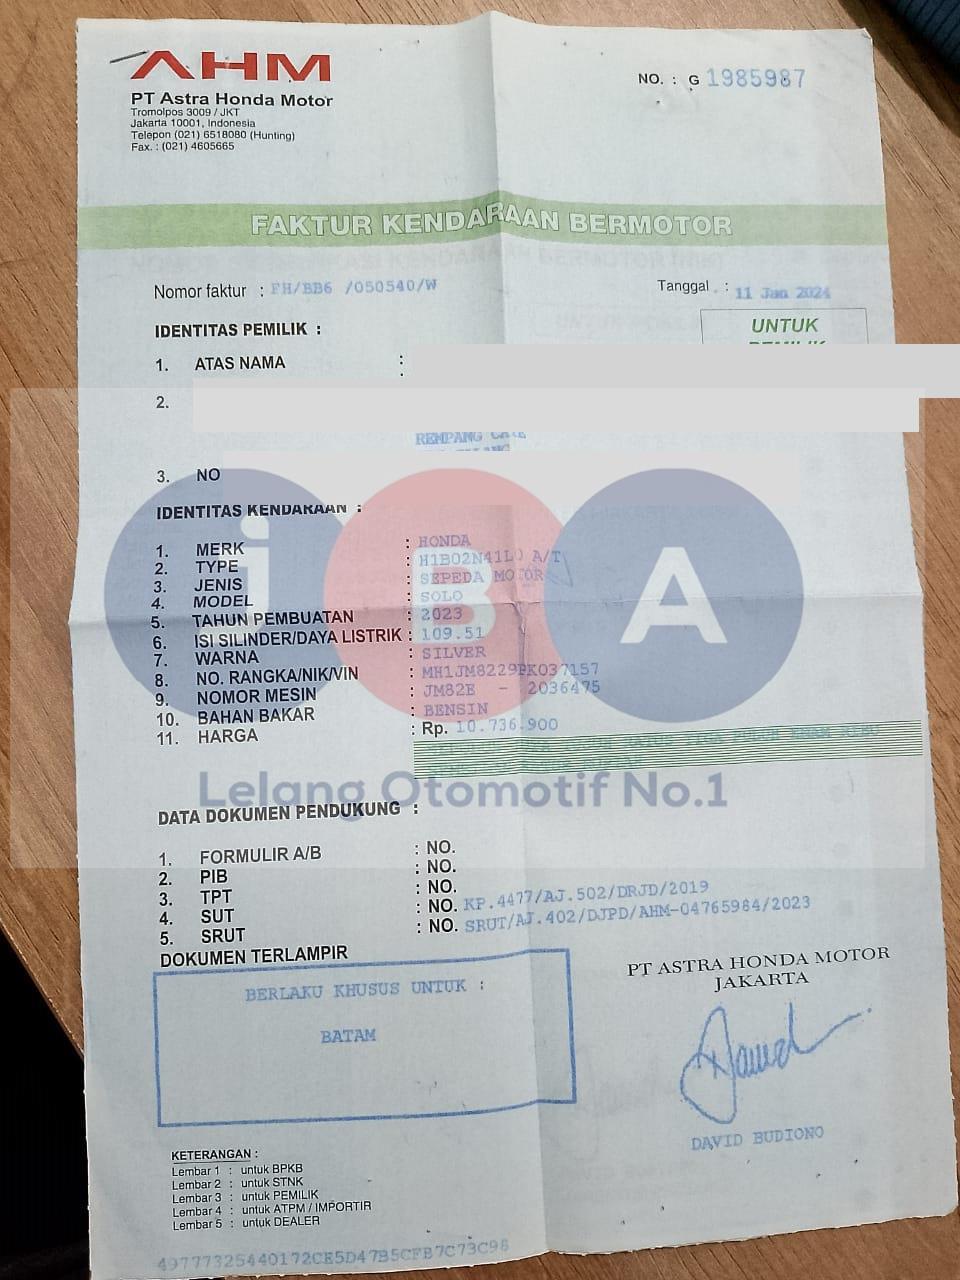 AHM
PT Astra Honda Motor
Tromolpos 3009 / JKT
Jakarta 10001, Indonesia
Telepon (021) 6518080 (Hunting)
Fax. : (021) 4605665
NO. : G 1985987
FAKTUR KENDARAAN BERMOTOR
Nomor faktur : FH/BB6 /050540/W
Tanggal : 11 Jan 2024
UNTUK
IDENTITAS PEMILIK :
1. ATAS NAMA :
2.
REMPANG CATE
3. NO
IDENTITAS KENDARAAN :
1. MERK : HONDA
2. TYPE : H1B02N41L0 A/T
3. JENIS : SEPEDA MOTOR
4. MODEL : SOLO
5. TAHUN PEMBUATAN : 2023
6. ISI SILINDER/DAYA LISTRIK : 109.51
7. WARNA : SILVER
8. NO. RANGKA/NIK/VIN : MH1JM8229PK037157
9. NOMOR MESIN : JM82E - 2036475
10. BAHAN BAKAR : BENSIN
11. HARGA : Rp. 10.736.900
iBA
Lelang Otomotif No.1
DATA DOKUMEN PENDUKUNG :
1. FORMULIR A/B : NO.
2. PIB : NO.
3. TPT : NO.
4. SUT : NO. KP.4477/AJ.502/DRJD/2019
5. SRUT : NO. SRUT/AJ.402/DJPD/AHM-04765984/2023
DOKUMEN TERLAMPIR
BERLAKU KHUSUS UNTUK :
BATAM
PT ASTRA HONDA MOTOR
JAKARTA
DAVID BUDIONO
KETERANGAN :
Lembar 1 : untuk BPKB
Lembar 2 : untuk STNK
Lembar 3 : untuk PEMILIK
Lembar 4 : untuk ATPM / IMPORTIR
Lembar 5 : untuk DEALER
49777325440172CE5D47B5CFB7C73C98